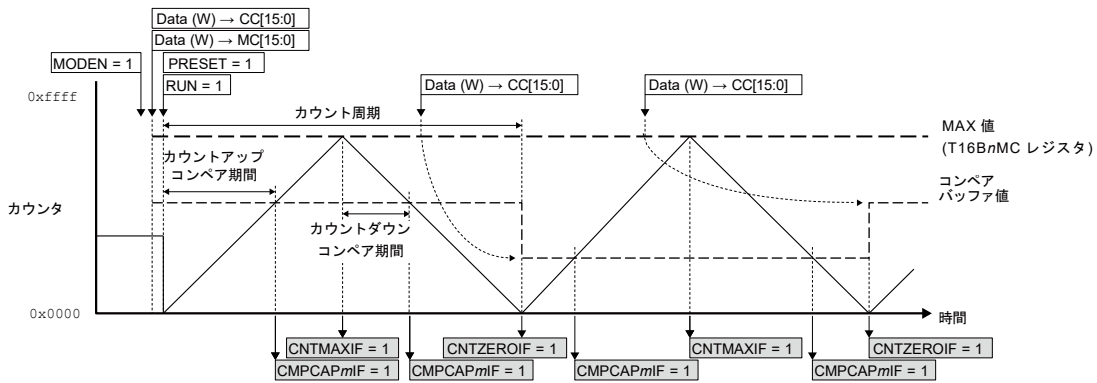 Data (W) → CC[15:0]
Data (W) → MC[15:0]
MODEN = 1
PRESET = 1
RUN = 1
Data (W) → CC[15:0]
Data (W) → CC[15:0]
0xffff
カウント周期
MAX 値
(T16BnMC レジスタ)
カウントアップ
コンペア期間
コンペア
バッファ値
カウンタ
カウントダウン
コンペア期間
0x0000
時間
CNTMAXIF = 1
CNTZEROIF = 1
CNTMAXIF = 1
CNTZEROIF = 1
CMPCAPmIF = 1
CMPCAPmIF = 1
CMPCAPmIF = 1
CMPCAPmIF = 1